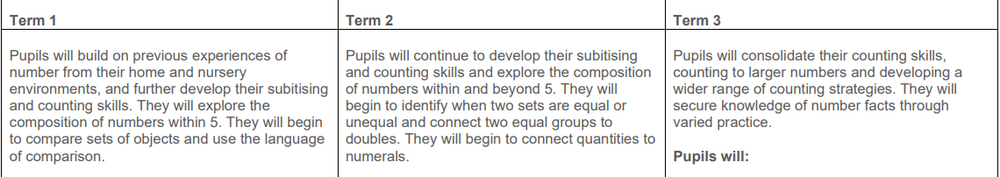 Term 1
Pupils will build on previous experiences of
number from their home and nursery
environments, and further develop their subitising
and counting skills. They will explore the
composition of numbers within 5. They will begin
to compare sets of objects and use the language
of comparison.
Term 2
Pupils will continue to develop their subitising
and counting skills and explore the composition
of numbers within and beyond 5. They will
begin to identify when two sets are equal or
unequal and connect two equal groups to
doubles. They will begin to connect quantities to
numerals.
Term 3
Pupils will consolidate their counting skills,
counting to larger numbers and developing a
wider range of counting strategies. They will
secure knowledge of number facts through
varied practice.
Pupils will: